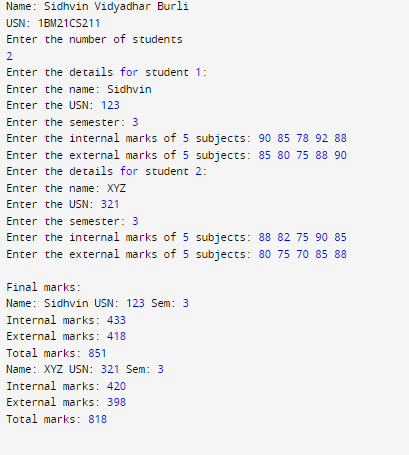 Name: Sidhvin Vidyadhar Burli
USN: 1BM21CS211
Enter the number of students
2
Enter the details for student 1:
Enter the name: Sidhvin
Enter the USN: 123
Enter the semester: 3
Enter the internal marks of 5 subjects: 90 85 78 92 88
Enter the external marks of 5 subjects: 85 80 75 88 90
Enter the details for student 2:
Enter the name: XYZ
Enter the USN: 321
Enter the semester: 3
Enter the internal marks of 5 subjects: 88 82 75 90 85
Enter the external marks of 5 subjects: 80 75 70 85 88

Final marks:
Name: Sidhvin USN: 123 Sem: 3
Internal marks: 433
External marks: 418
Total marks: 851
Name: XYZ USN: 321 Sem: 3
Internal marks: 420
External marks: 398
Total marks: 818